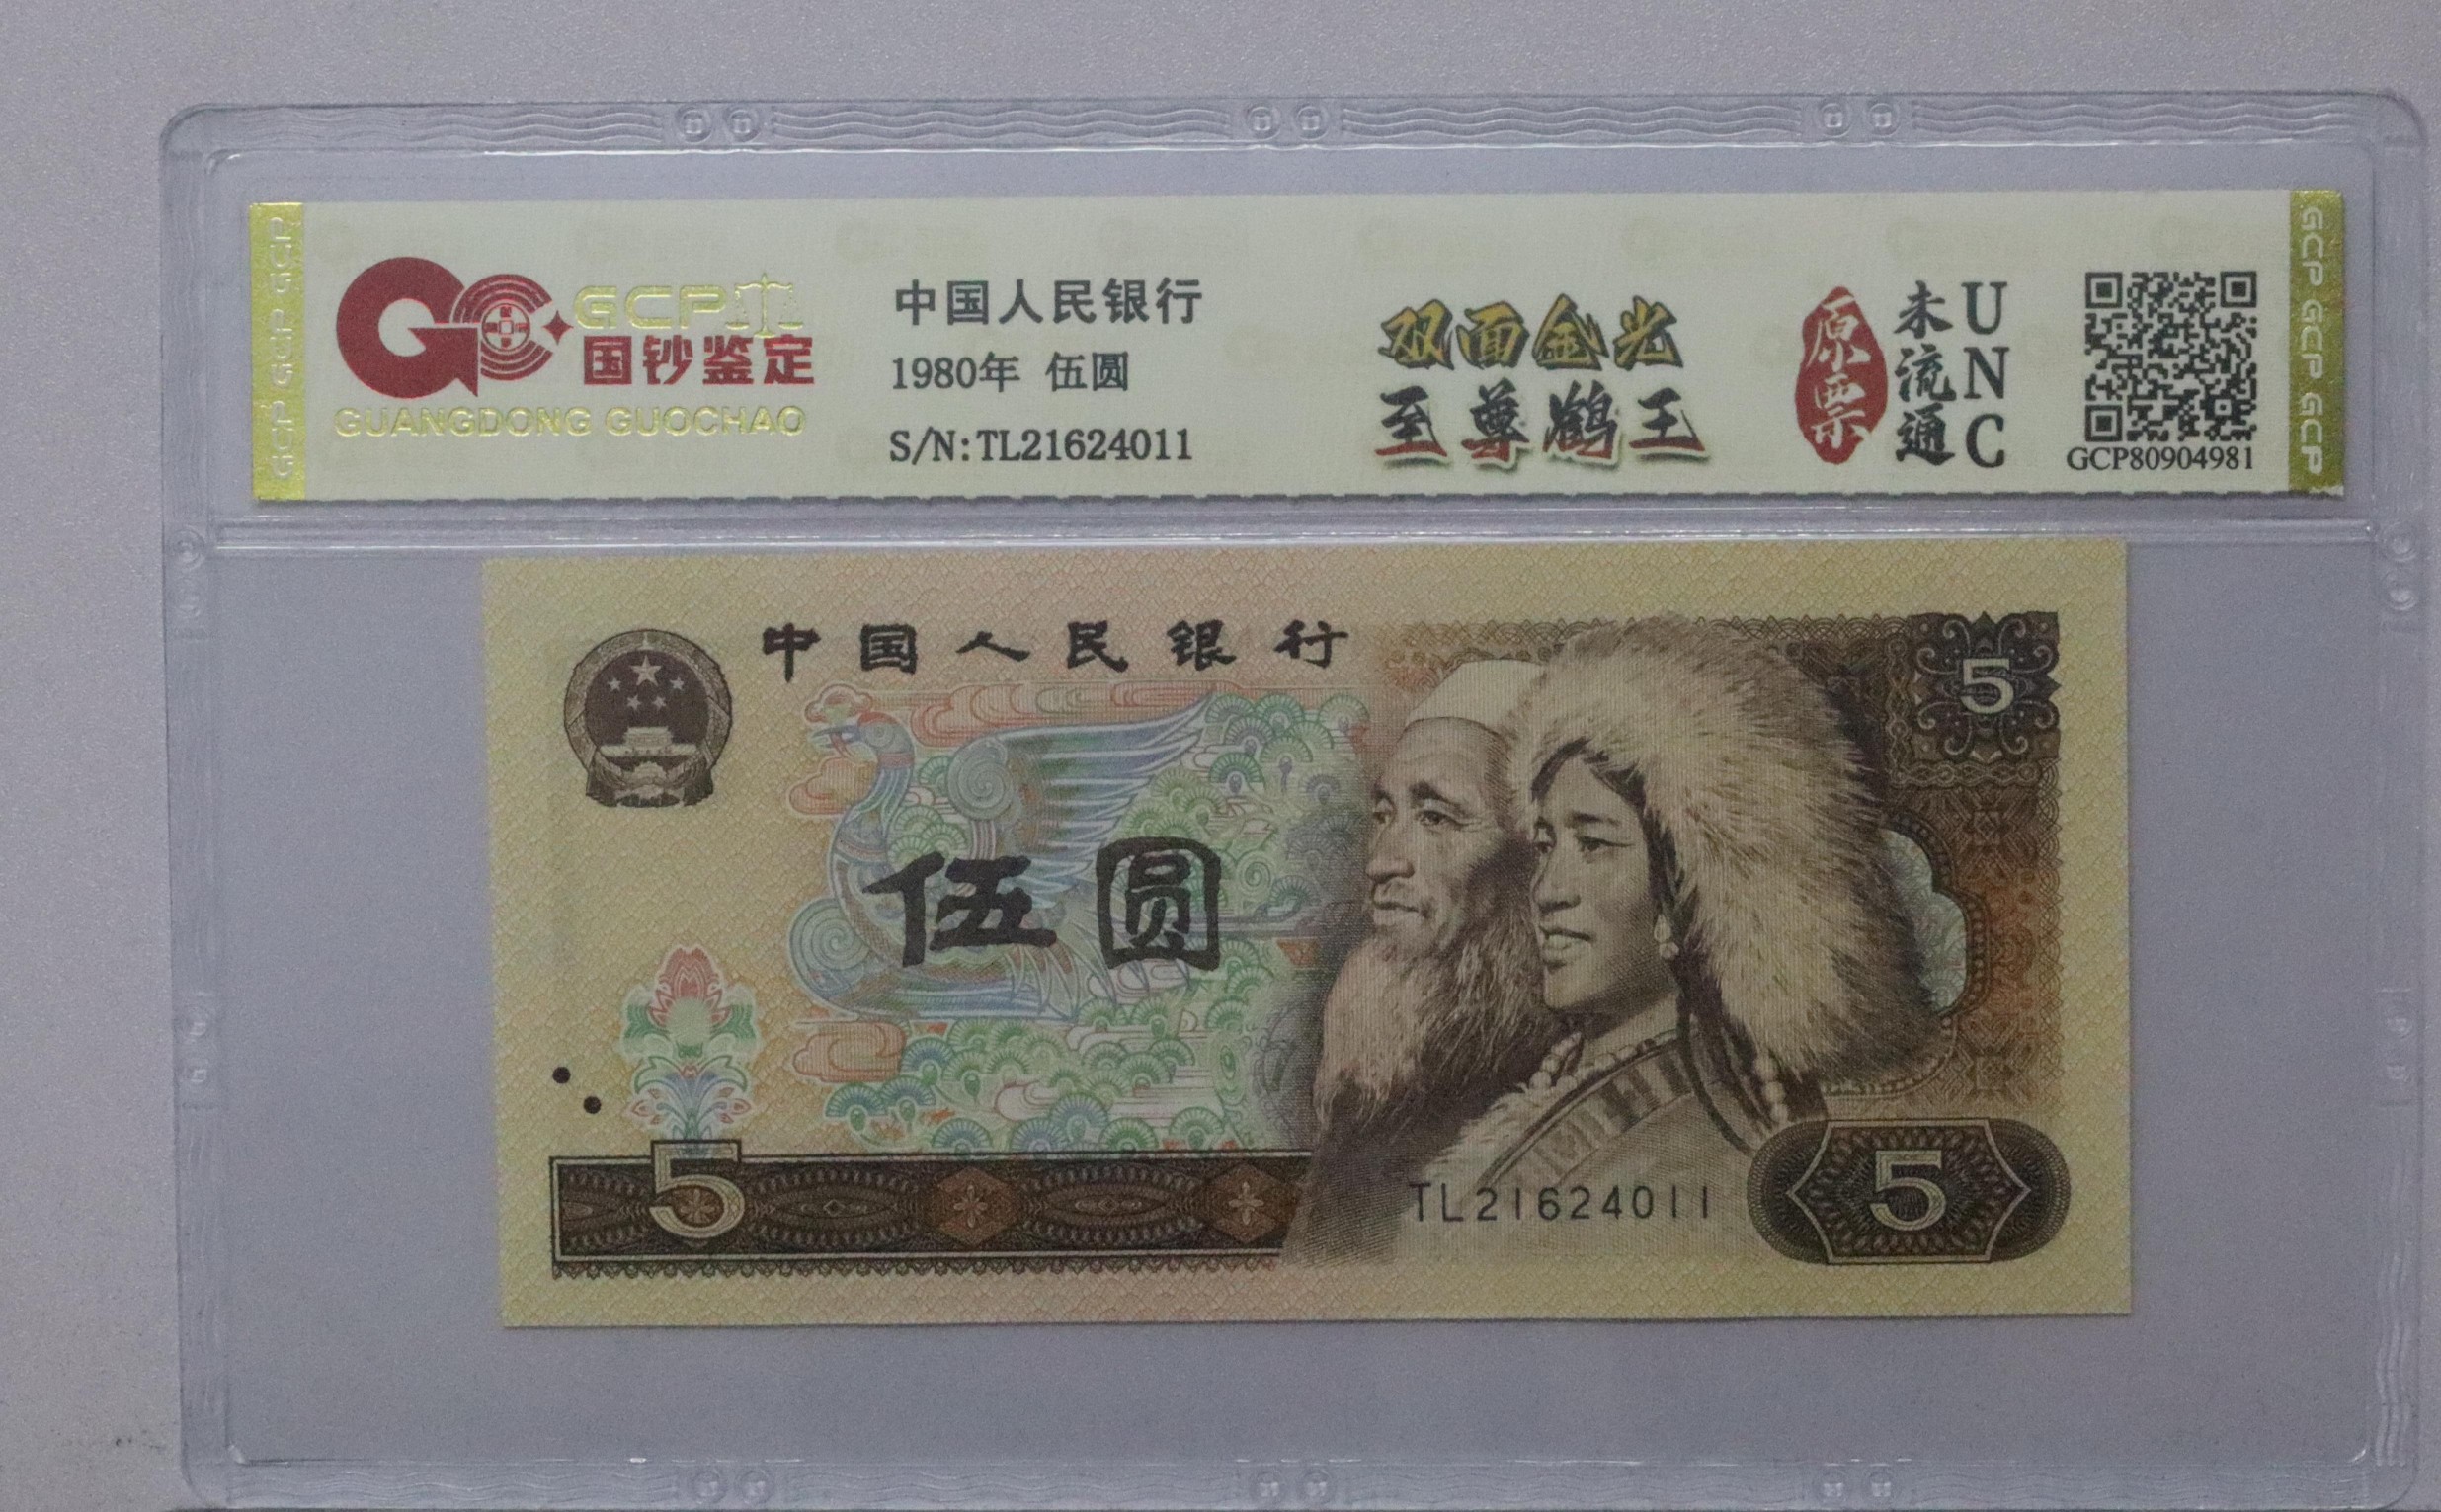 GCP
国钞鉴定
GUANGDONG GUOCHAO
中国人民银行
1980年 伍圆
S/N:TL21624011
双面金光
至尊鹤王
原票
未流通
UNC
GCP80904981
GCP GCP GCP GCP
GCP GCP GCP GCP
中国人民银行
5
伍圆
5
TL21624011
5